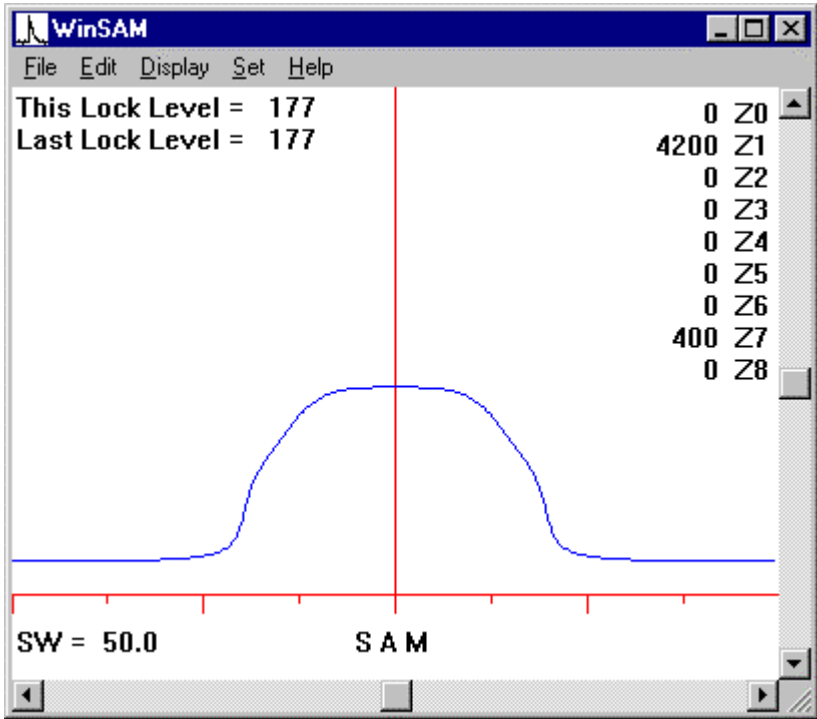 WinSAM
File Edit Display Set Help
This Lock Level = 177
Last Lock Level = 177
0 Z0
4200 Z1
0 Z2
0 Z3
0 Z4
0 Z5
0 Z6
400 Z7
0 Z8
SW = 50.0 S A M